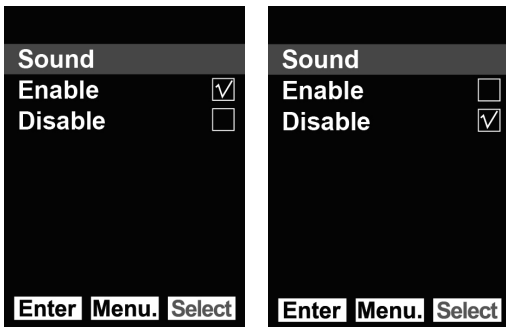 Sound
Enable
Disable
Enter Menu. Select
Sound
Enable
Disable
Enter Menu. Select